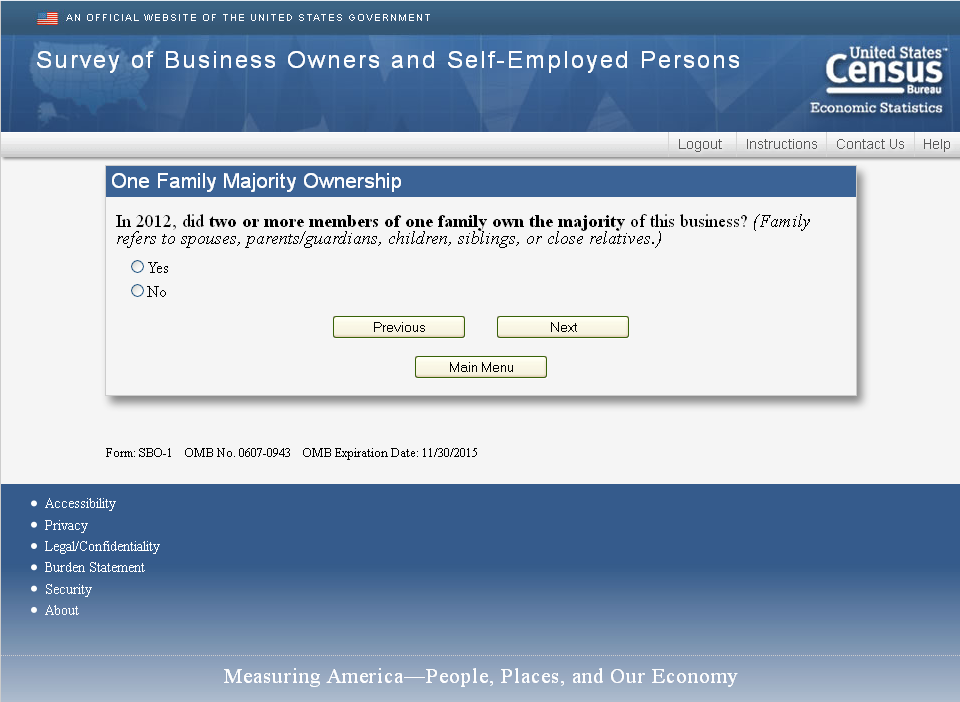 AN OFFICIAL WEBSITE OF THE UNITED STATES GOVERNMENT
Survey of Business Owners and Self-Employed Persons
United States™
Census
Bureau
Economic Statistics
Logout Instructions Contact Us Help
One Family Majority Ownership
In 2012, did two or more members of one family own the majority of this business? (Family
refers to spouses, parents/guardians, children, siblings, or close relatives.)
Yes
No
Previous Next
Main Menu
Form: SBO-1 OMB No. 0607-0943 OMB Expiration Date: 11/30/2015
Accessibility
Privacy
Legal/Confidentiality
Burden Statement
Security
About
Measuring America—People, Places, and Our Economy